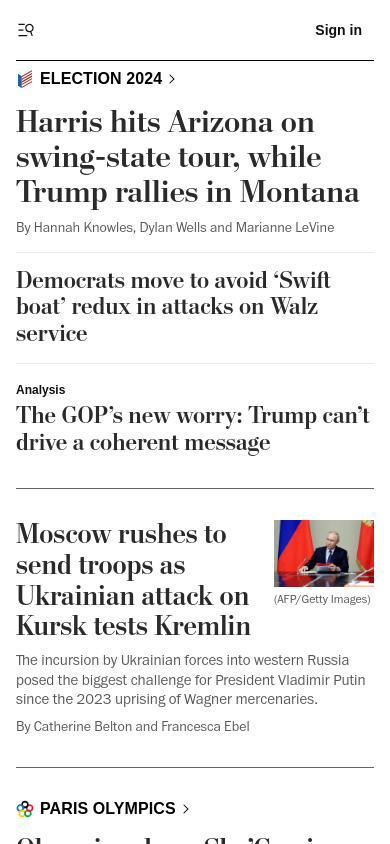 Sign in
ELECTION 2024
Harris hits Arizona on
swing-state tour, while
Trump rallies in Montana
By Hannah Knowles, Dylan Wells and Marianne LeVine
Democrats move to avoid ‘Swift
boat’ redux in attacks on Walz
service
Analysis
The GOP’s new worry: Trump can’t
drive a coherent message
Moscow rushes to
send troops as
Ukrainian attack on
Kursk tests Kremlin
(AFP/Getty Images)
The incursion by Ukrainian forces into western Russia
posed the biggest challenge for President Vladimir Putin
since the 2023 uprising of Wagner mercenaries.
By Catherine Belton and Francesca Ebel
PARIS OLYMPICS